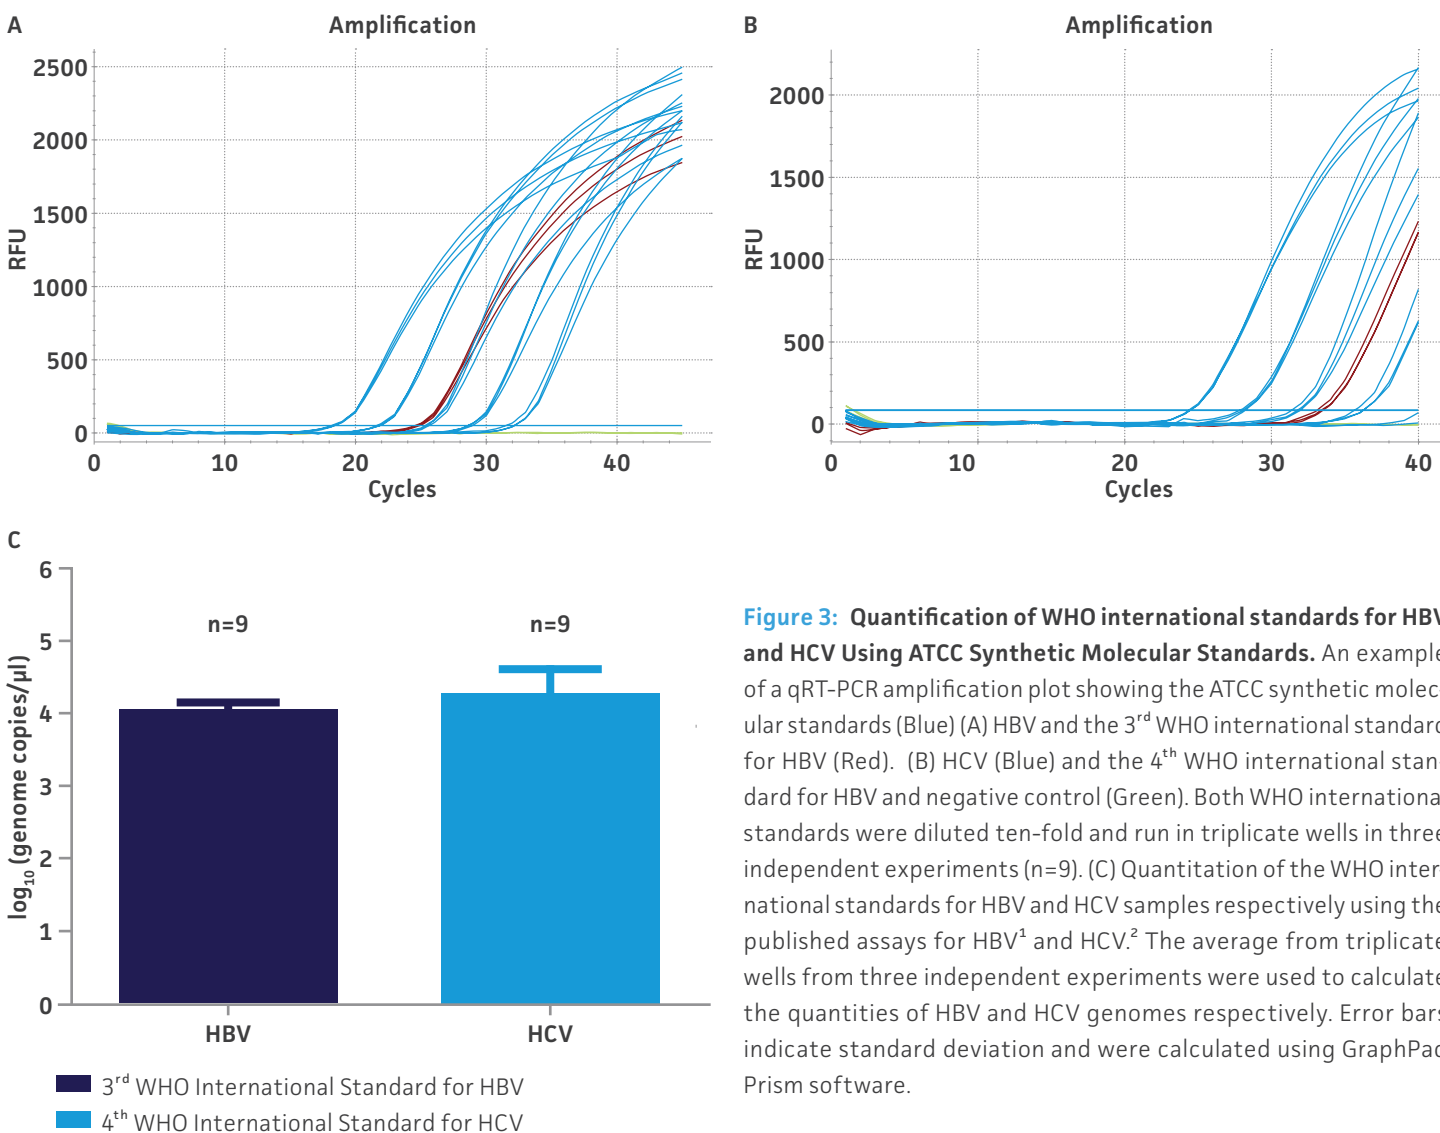 A
Amplification
2500
2000
1500
1000
500
0
RFU
0 10 20 30 40
Cycles
B
Amplification
2000
1500
1000
500
0
RFU
0 10 20 30 40
Cycles
C
6
5
4
3
2
1
0
log₁₀ (genome copies/µl)
n=9 n=9
HBV HCV
3ʳᵈ WHO International Standard for HBV
4ᵗʰ WHO International Standard for HCV
Figure 3: Quantification of WHO international standards for HBV
and HCV Using ATCC Synthetic Molecular Standards. An example
of a qRT-PCR amplification plot showing the ATCC synthetic molec-
ular standards (Blue) (A) HBV and the 3ʳᵈ WHO international standard
for HBV (Red). (B) HCV (Blue) and the 4ᵗʰ WHO international stan-
dard for HBV and negative control (Green). Both WHO international
standards were diluted ten-fold and run in triplicate wells in three
independent experiments (n=9). (C) Quantitation of the WHO inter-
national standards for HBV and HCV samples respectively using the
published assays for HBV¹ and HCV.² The average from triplicate
wells from three independent experiments were used to calculate
the quantities of HBV and HCV genomes respectively. Error bars
indicate standard deviation and were calculated using GraphPad
Prism software.